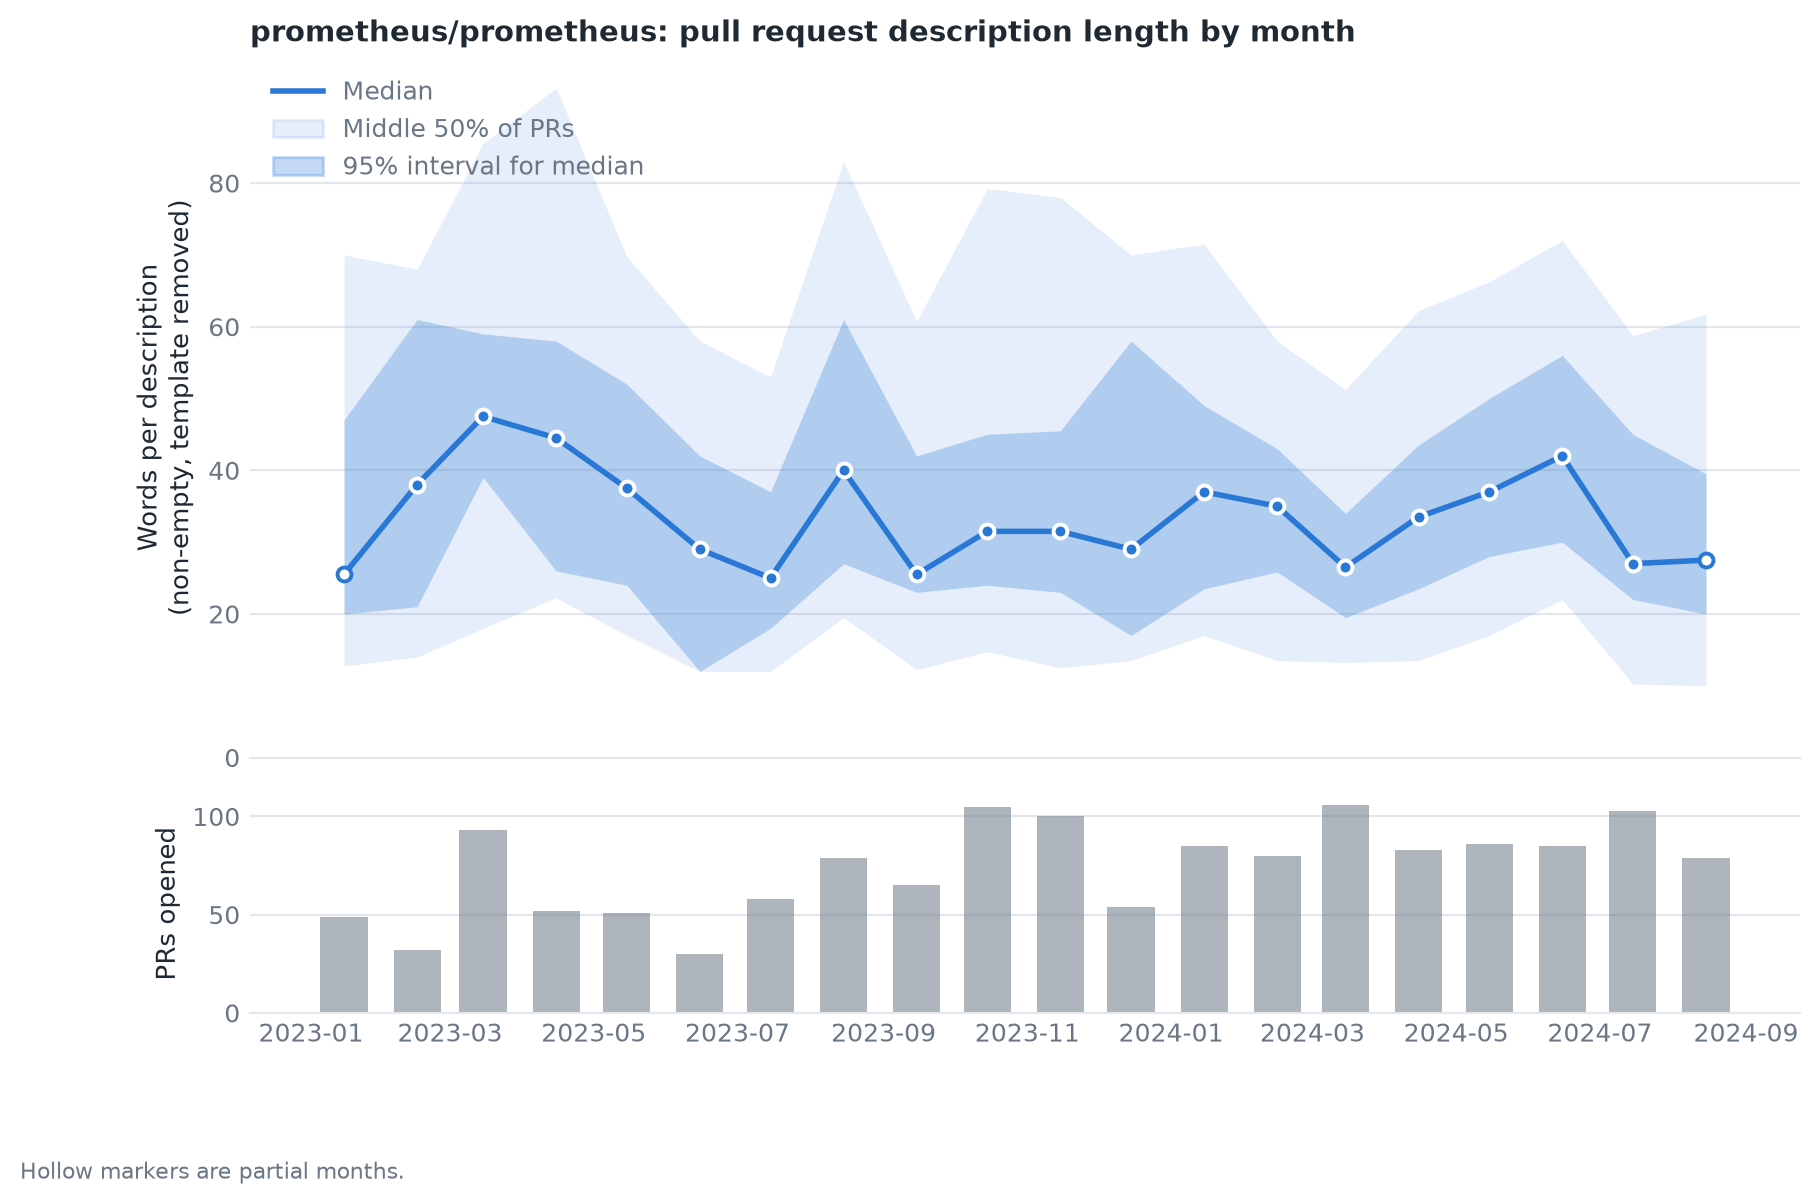 prometheus/prometheus: pull request description length by month
Median
Middle 50% of PRs
95% interval for median
Words per description
(non-empty, template removed)
80
60
40
20
0
PRs opened
100
50
0
2023-01
2023-03
2023-05
2023-07
2023-09
2023-11
2024-01
2024-03
2024-05
2024-07
2024-09
Hollow markers are partial months.